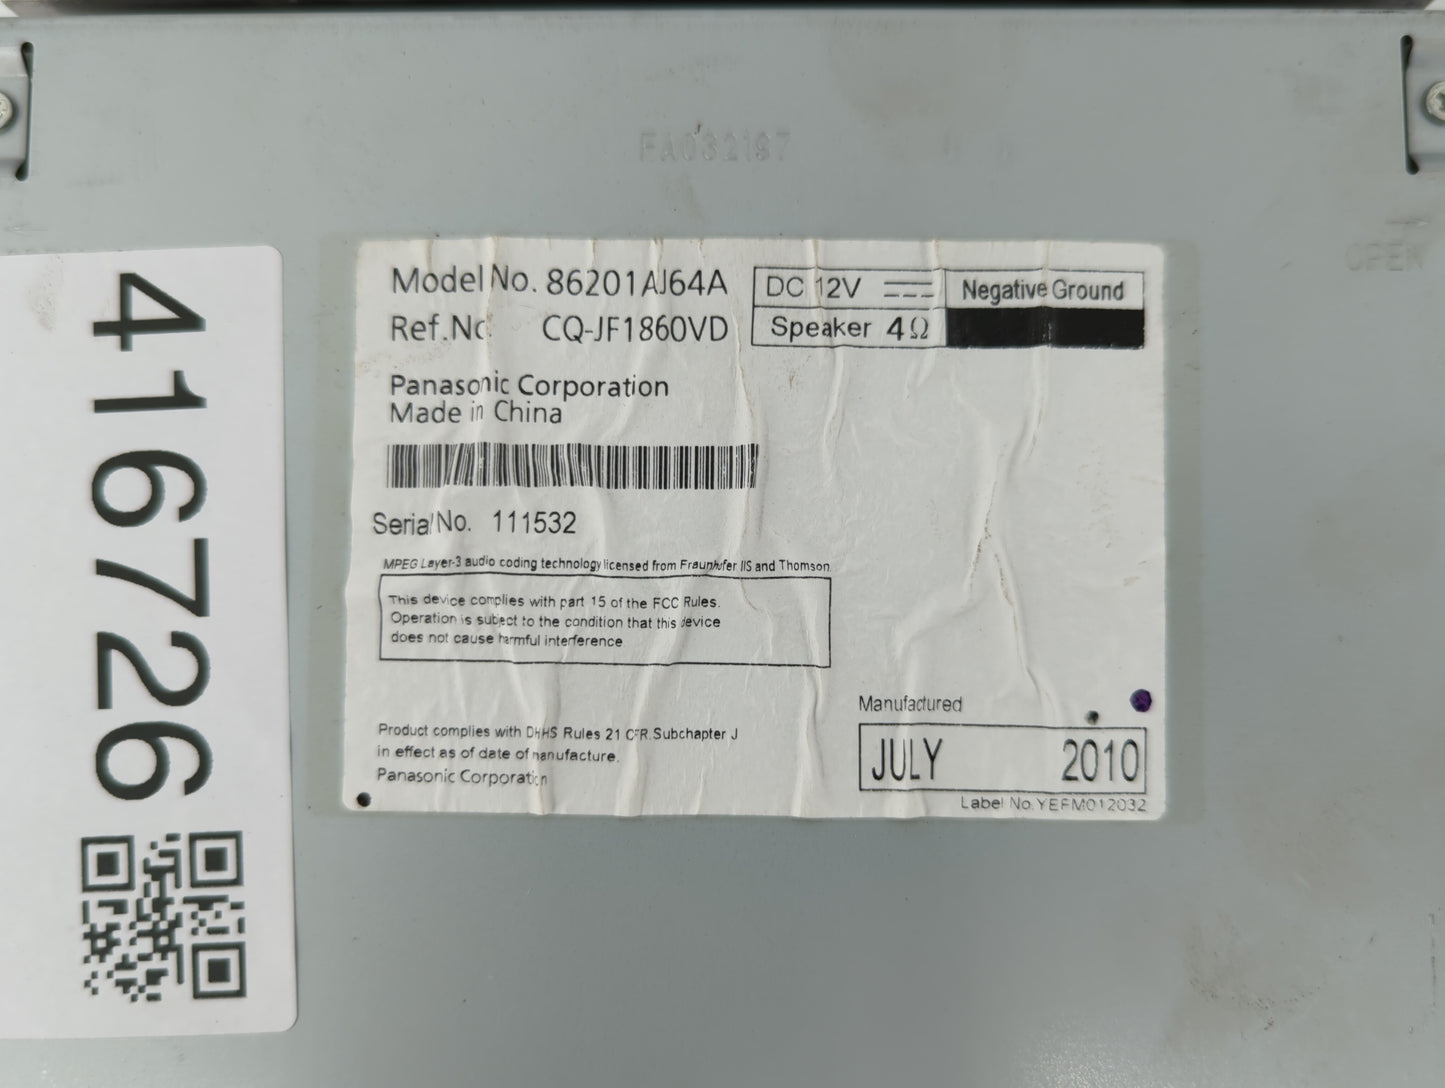 FA032197
OPEN
Model No. 86201AJ64A
Ref.No. CQ-JF1860VD
DC 12V
Negative Ground
Speaker 4Ω
Panasonic Corporation
Made in China
Serial No. 111532
MPEG Layer-3 audio coding technology licensed from Fraunhofer IIS and Thomson.
This device complies with part 15 of the FCC Rules.
Operation is subject to the condition that this device
does not cause harmful interference
Product complies with DHHS Rules 21 CFR.Subchapter J
in effect as of date of manufacture.
Panasonic Corporation
Manufactured
JULY 2010
Label No.YEFM012032
416726